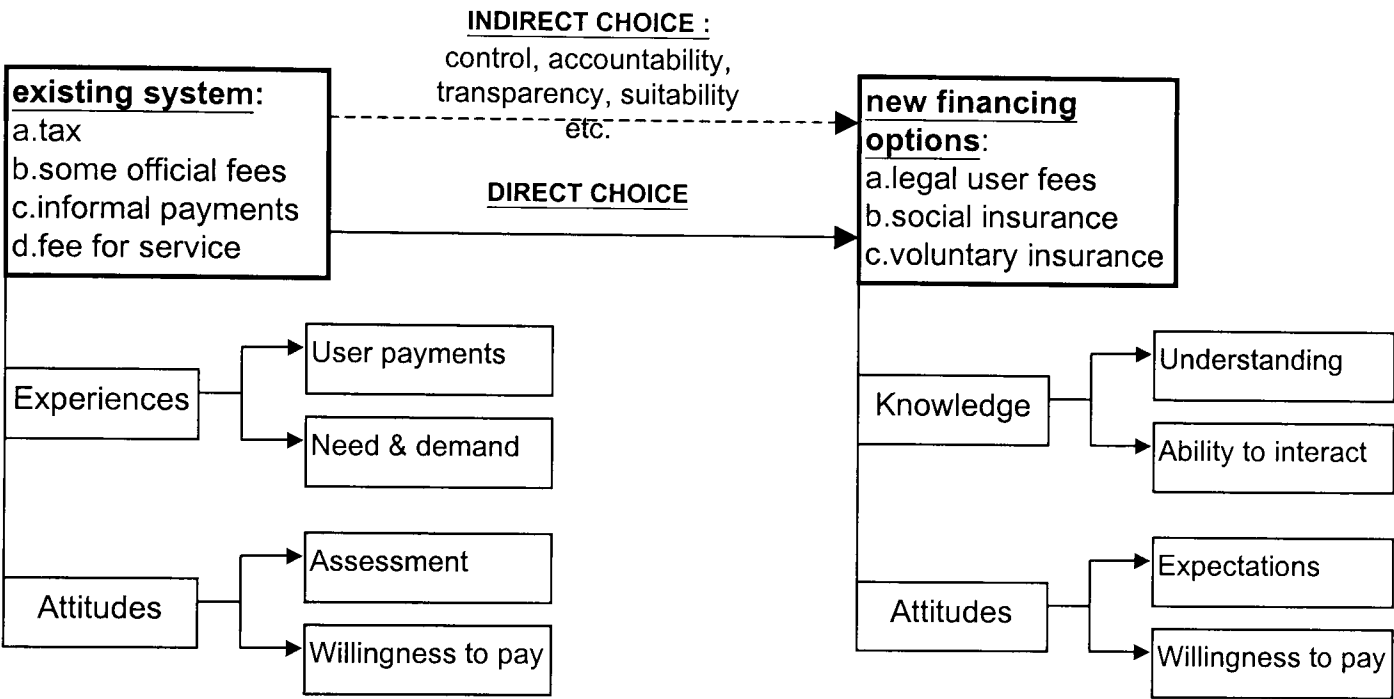 INDIRECT CHOICE :
control, accountability,
transparency, suitability
etc.
existing system:
a.tax
b.some official fees
c.informal payments
d.fee for service
DIRECT CHOICE
new financing
options:
a.legal user fees
b.social insurance
c.voluntary insurance
Experiences
User payments
Need & demand
Attitudes
Assessment
Willingness to pay
Knowledge
Understanding
Ability to interact
Attitudes
Expectations
Willingness to pay